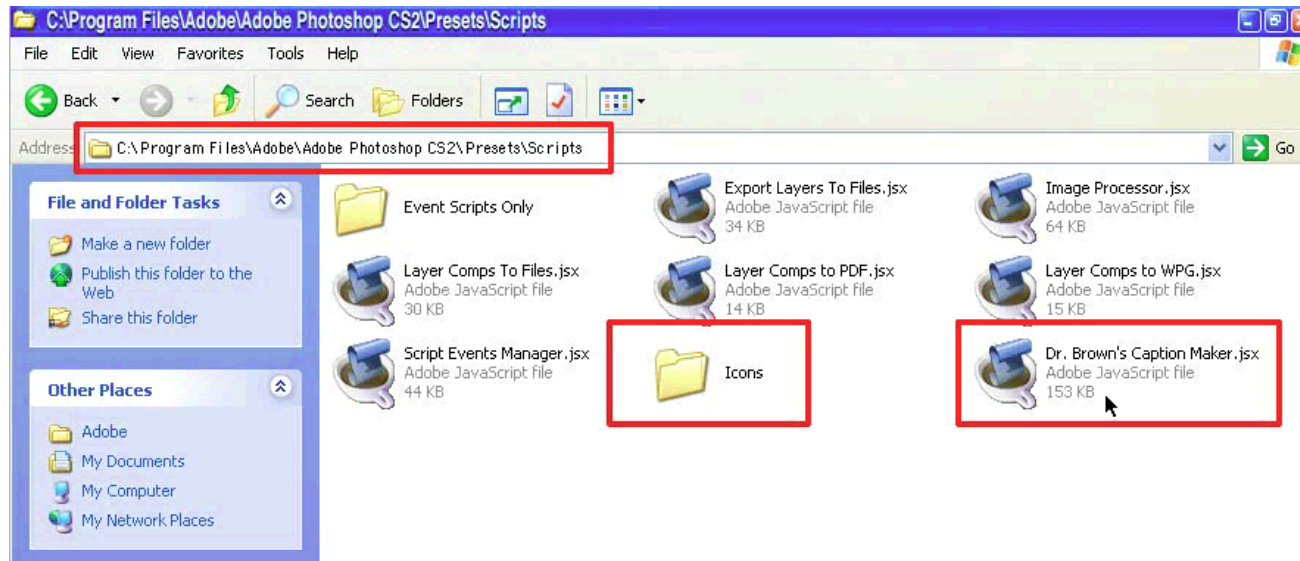 C:\Program Files\Adobe\Adobe Photoshop CS2\Presets\Scripts
File Edit View Favorites Tools Help
Back Search Folders
Address C:\Program Files\Adobe\Adobe Photoshop CS2\Presets\Scripts Go
File and Folder Tasks
Make a new folder
Publish this folder to the
Web
Share this folder
Other Places
Adobe
My Documents
My Computer
My Network Places
Event Scripts Only
Export Layers To Files.jsx
Adobe JavaScript file
34 KB
Image Processor.jsx
Adobe JavaScript file
64 KB
Layer Comps To Files.jsx
Adobe JavaScript file
30 KB
Layer Comps to PDF.jsx
Adobe JavaScript file
14 KB
Layer Comps to WPG.jsx
Adobe JavaScript file
15 KB
Script Events Manager.jsx
Adobe JavaScript file
44 KB
Icons
Dr. Brown's Caption Maker.jsx
Adobe JavaScript file
153 KB